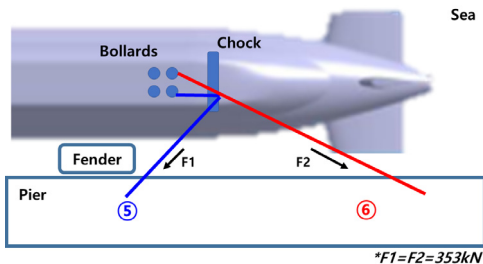 Sea
Chock
Bollards
F1
F2
Fender
Pier
⑤
⑥
*F1=F2=353kN